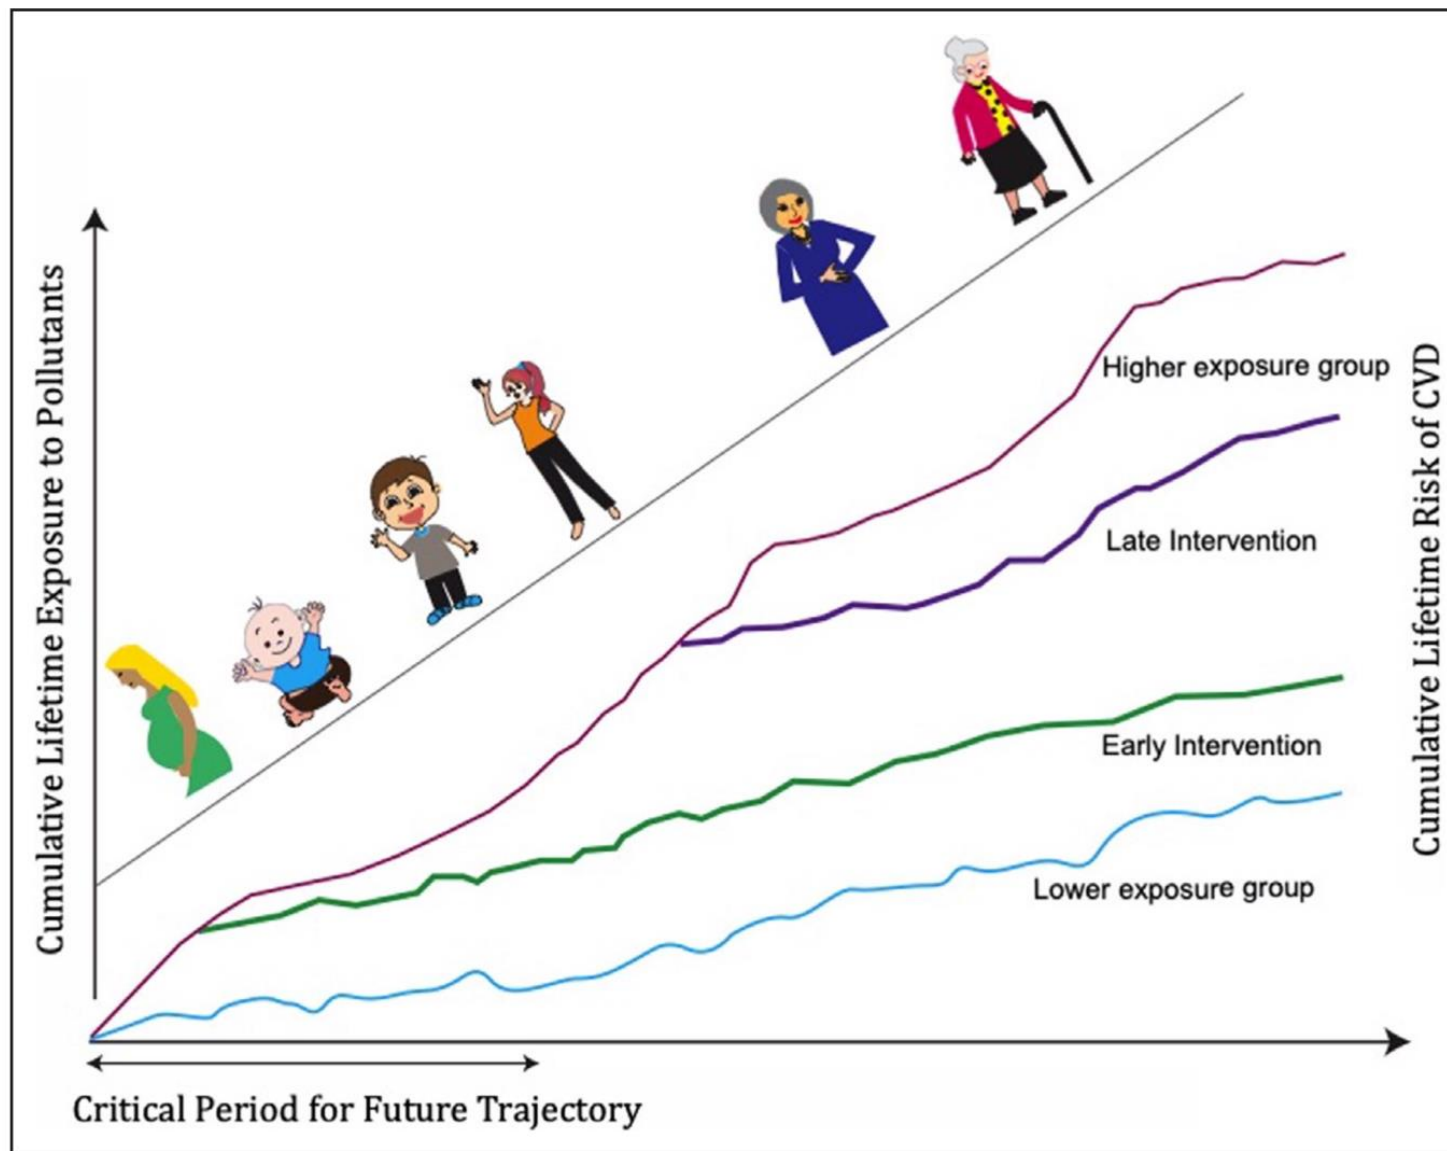 Cumulative Lifetime Exposure to Pollutants
Higher exposure group
Late Intervention
Early Intervention
Lower exposure group
Cumulative Lifetime Risk of CVD
Critical Period for Future Trajectory